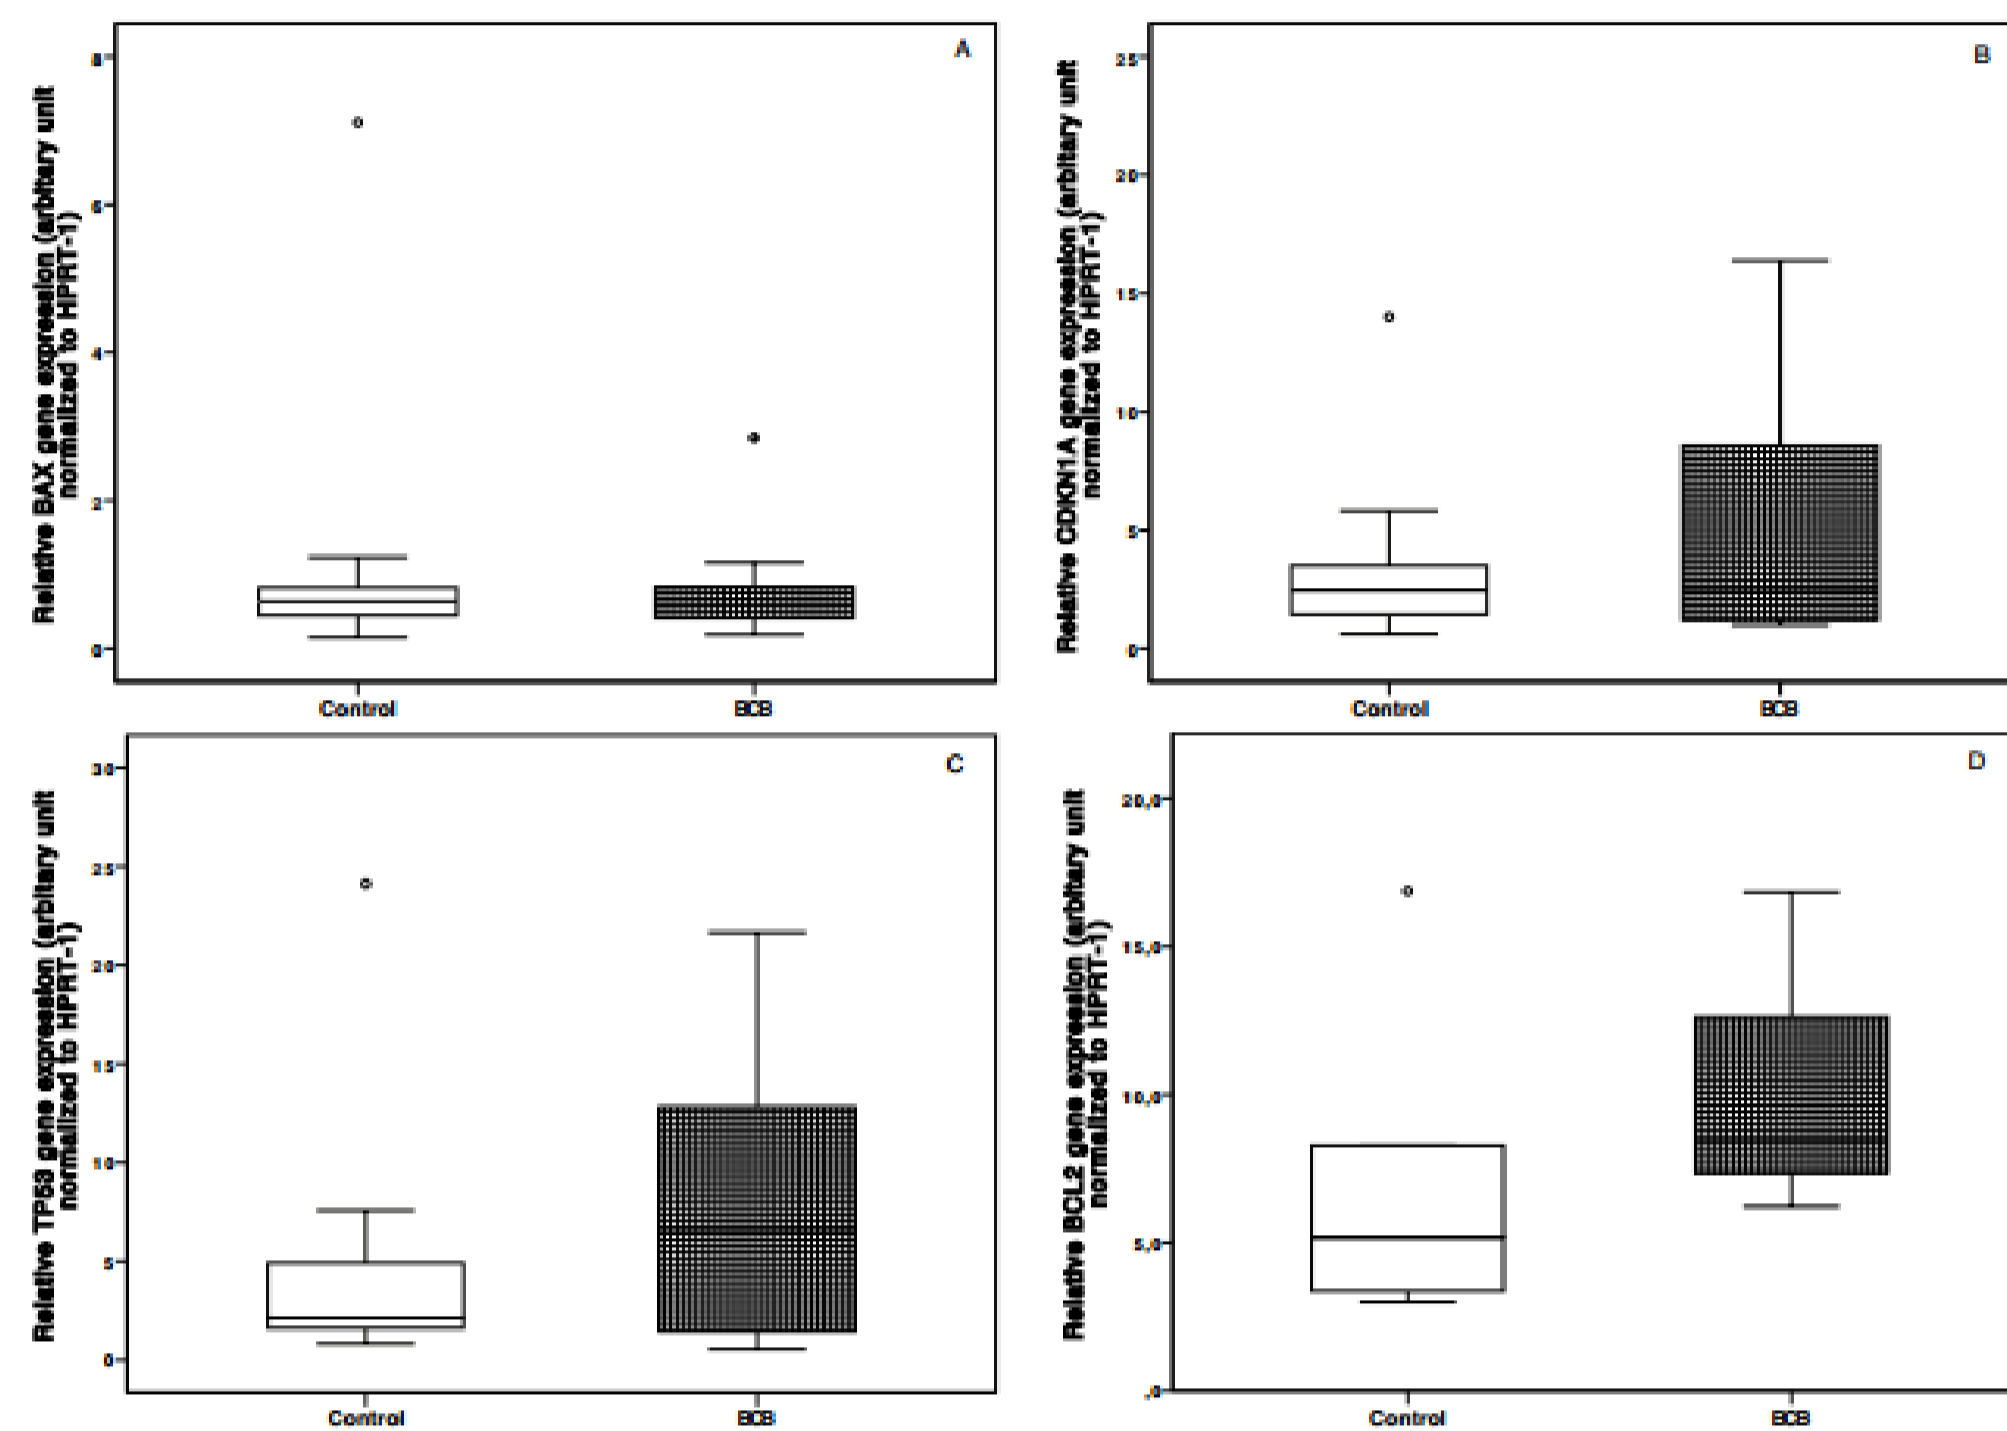 A
Relative BAX gene expression (arbitary unit
normalized to HPRT-1)
8
6
4
2
0
Control BCB
B
Relative CDKN1A gene expression (arbitary unit
normalized to HPRT-1)
25
20
15
10
5
0
Control BCB
C
Relative TP53 gene expression (arbitary unit
normalized to HPRT-1)
30
25
20
15
10
5
0
Control BCB
D
Relative BCL2 gene expression (arbitary unit
normalized to HPRT-1)
20,0
15,0
10,0
5,0
,0
Control BCB